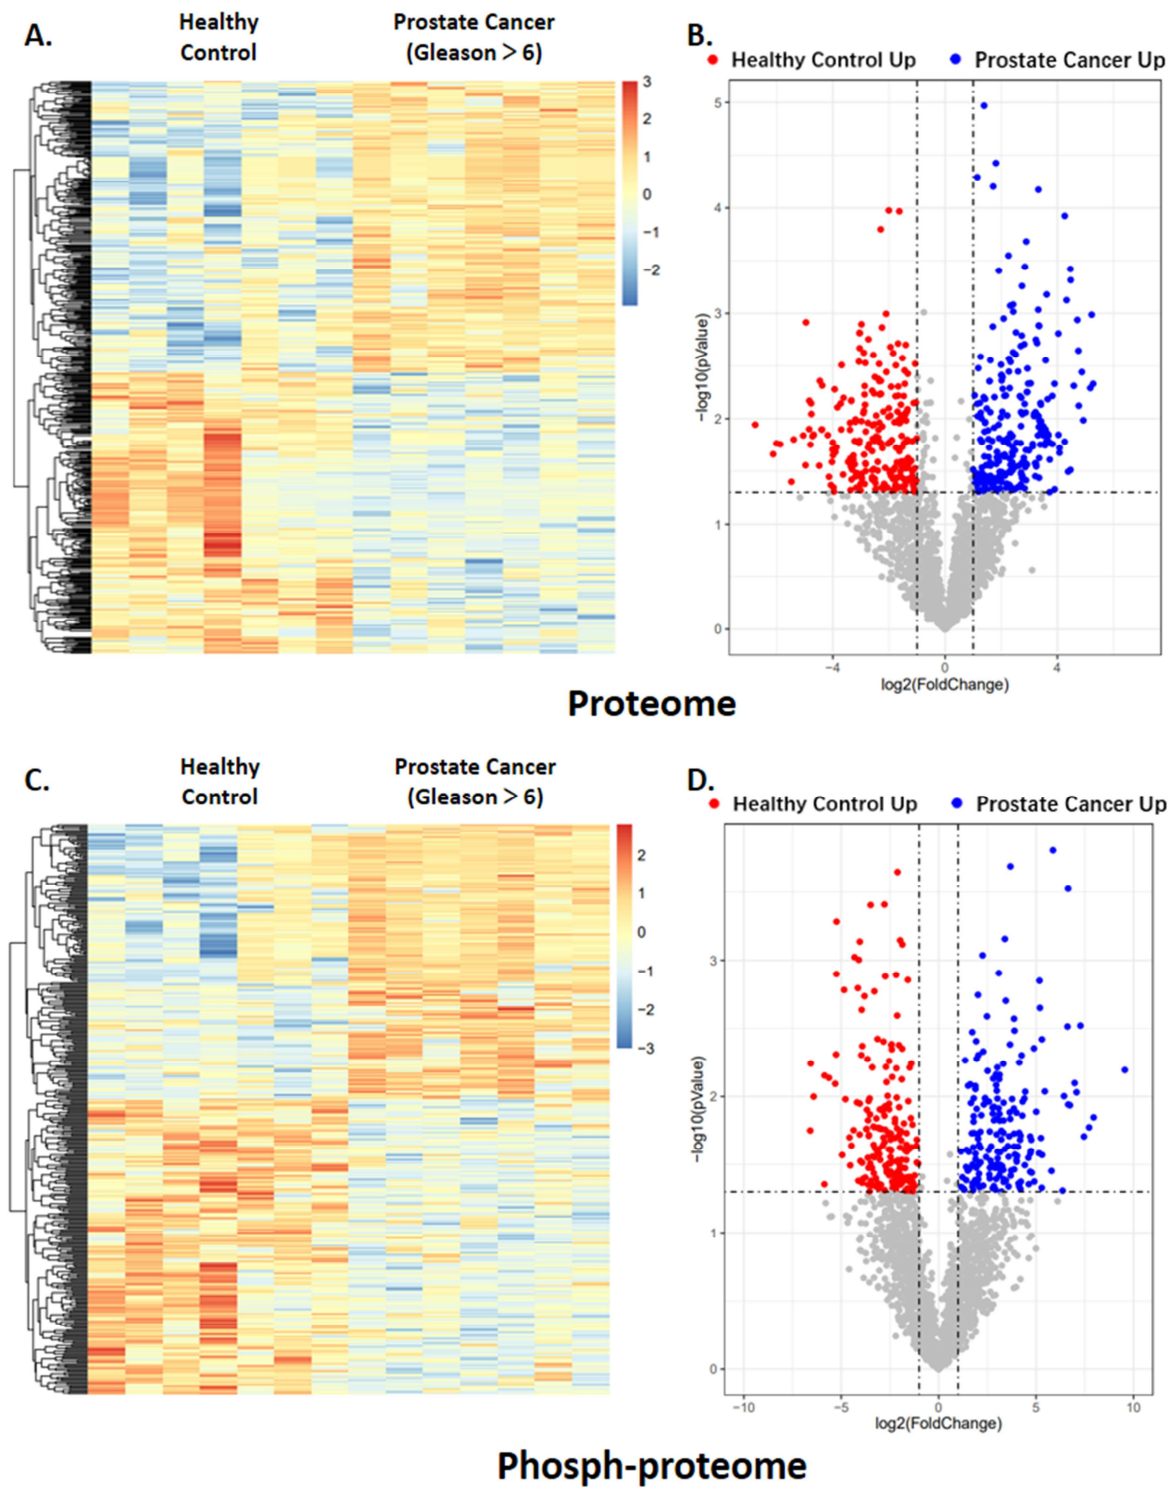 A.
Healthy
Control
Prostate Cancer
(Gleason > 6)
3
2
1
0
−1
−2
B.
Healthy Control Up
Prostate Cancer Up
5
4
3
2
1
0
−log10(pValue)
−4
0
4
log2(FoldChange)
Proteome
C.
Healthy
Control
Prostate Cancer
(Gleason > 6)
2
1
0
−1
−2
−3
D.
Healthy Control Up
Prostate Cancer Up
3
2
1
0
−log10(pValue)
−10
−5
0
5
10
log2(FoldChange)
Phosph-proteome